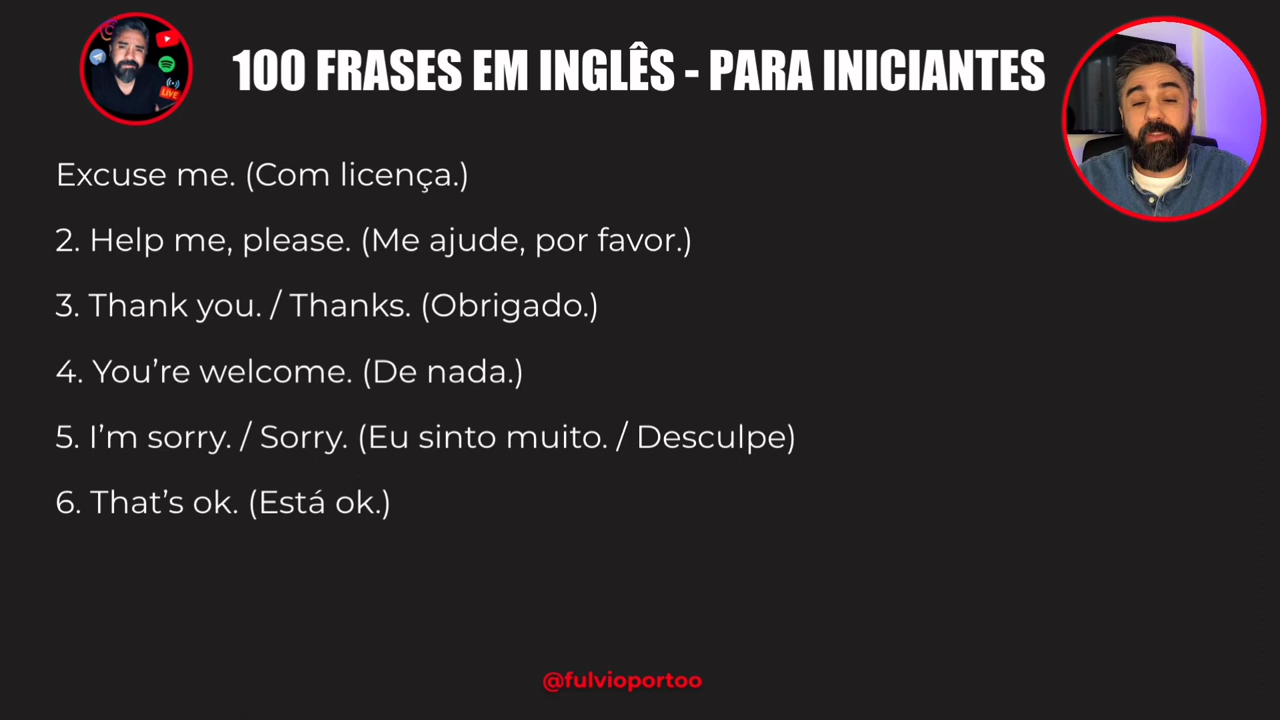 100 FRASES EM INGLÊS - PARA INICIANTES
Excuse me. (Com licença.)
2. Help me, please. (Me ajude, por favor.)
3. Thank you. / Thanks. (Obrigado.)
4. You’re welcome. (De nada.)
5. I’m sorry. / Sorry. (Eu sinto muito. / Desculpe)
6. That’s ok. (Está ok.)
LIVE
@fulvioportoo